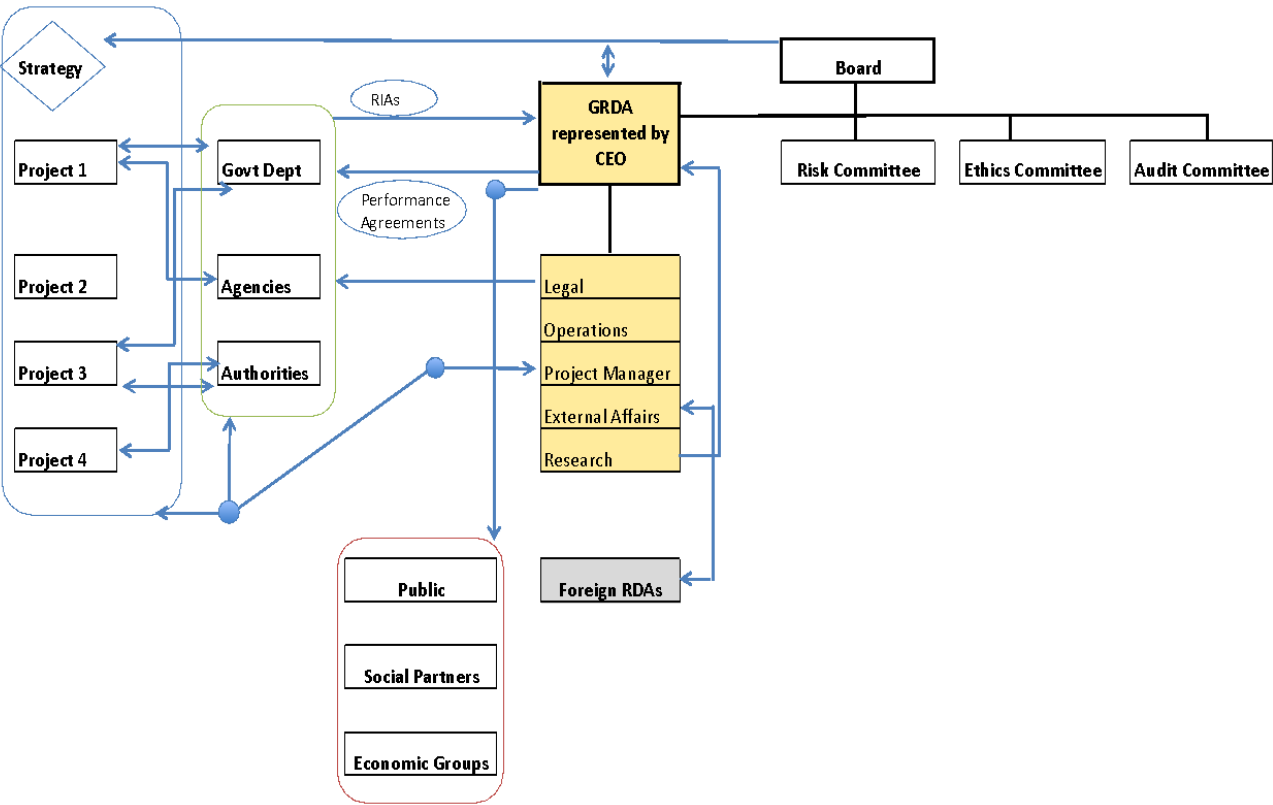 Strategy
Board
RIAs
GRDA
represented by
CEO
Project 1
Govt Dept
Risk Committee
Ethics Committee
Audit Committee
Performance
Agreements
Project 2
Agencies
Legal
Operations
Project 3
Authorities
Project Manager
External Affairs
Project 4
Research
Public
Foreign RDAs
Social Partners
Economic Groups